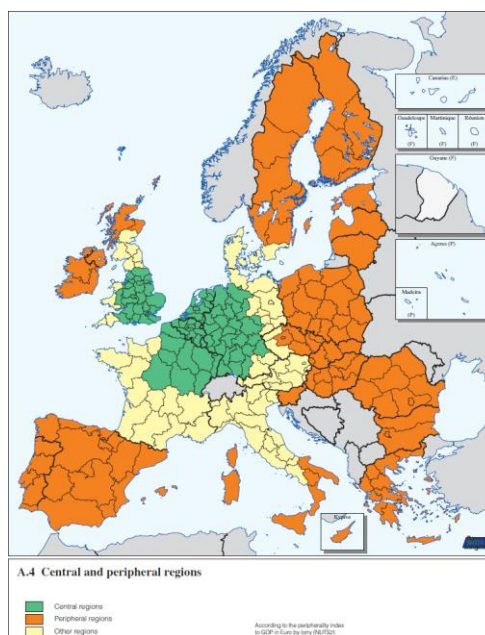 Canarias (E)
Guadeloupe
Martinique
Réunion
(F)
(F)
(F)
Guyane (F)
Açores (P)
Madeira
(P)
Kypros
A.4 Central and peripheral regions
Central regions
Peripheral regions
Other regions
According to the peripherality index
to GDP in Euro by lorry (NUTS2)